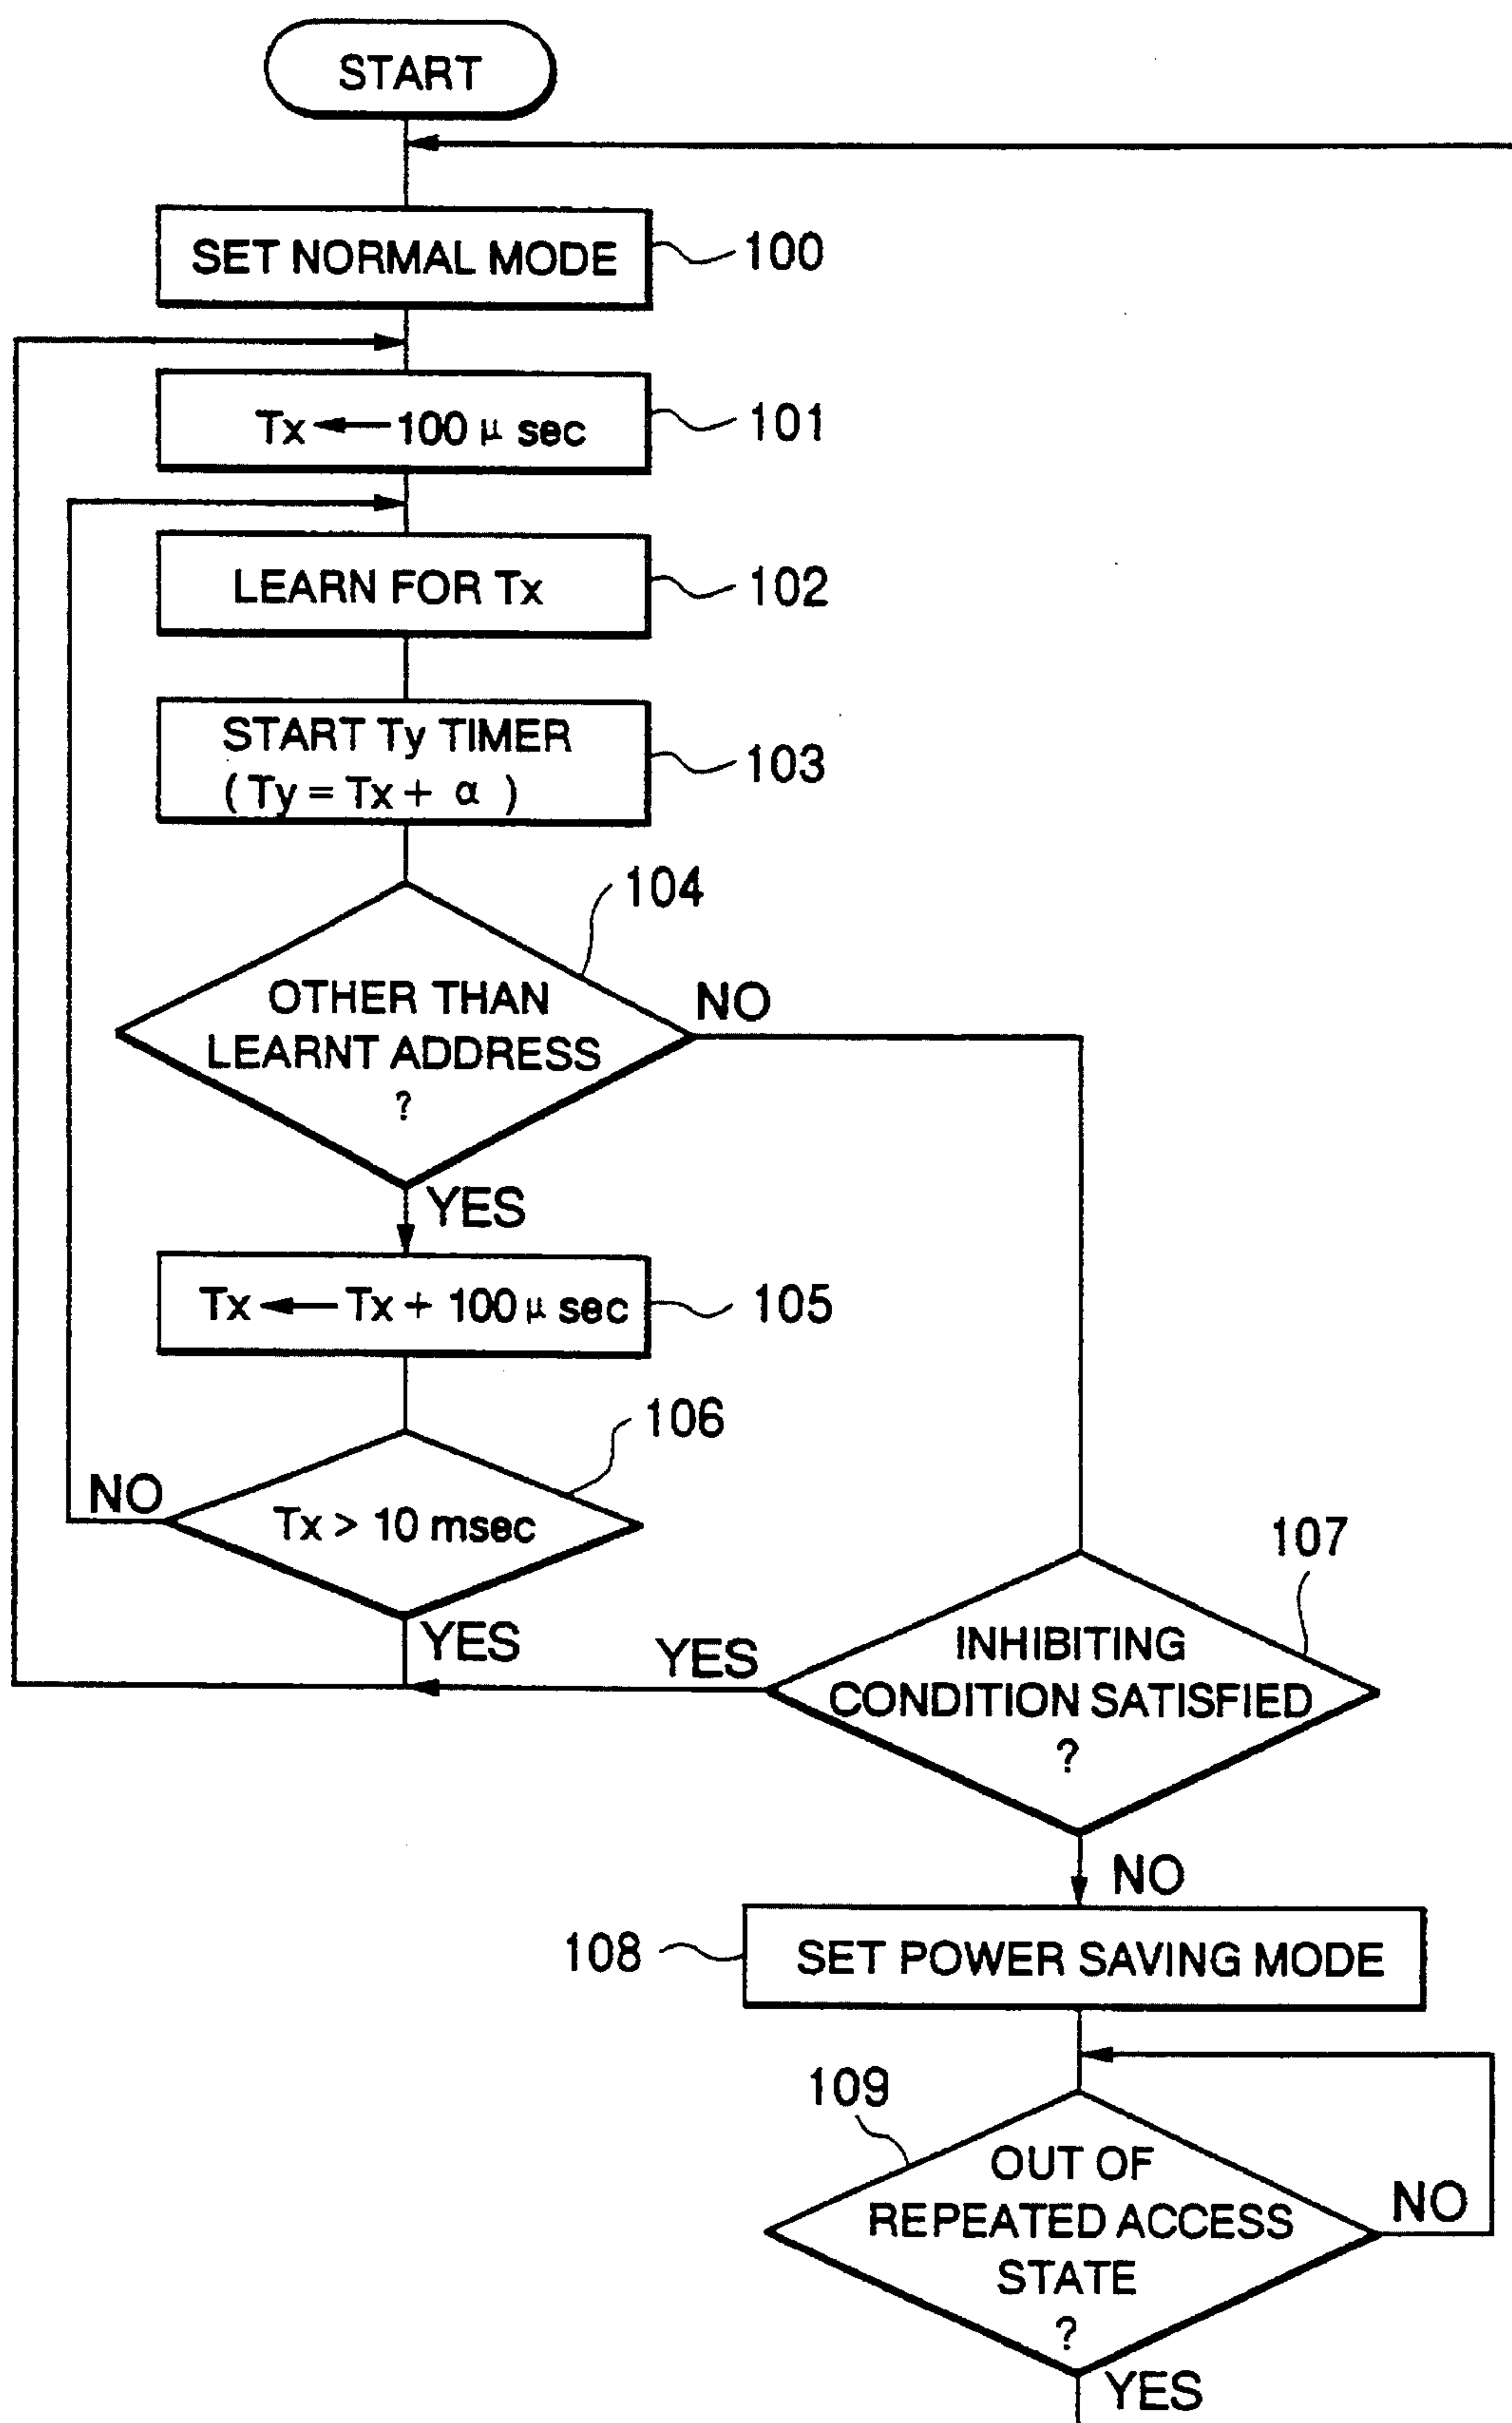 START
SET NORMAL MODE
100
Tx ← 100 μ sec
101
LEARN FOR Tx
102
START Ty TIMER
( Ty = Tx + α )
103
104
OTHER THAN
LEARNT ADDRESS
?
NO
YES
Tx ← Tx + 100 μ sec
105
106
NO
Tx > 10 msec
YES
107
YES
INHIBITING
CONDITION SATISFIED
?
NO
108
SET POWER SAVING MODE
109
OUT OF
REPEATED ACCESS
STATE
?
NO
YES